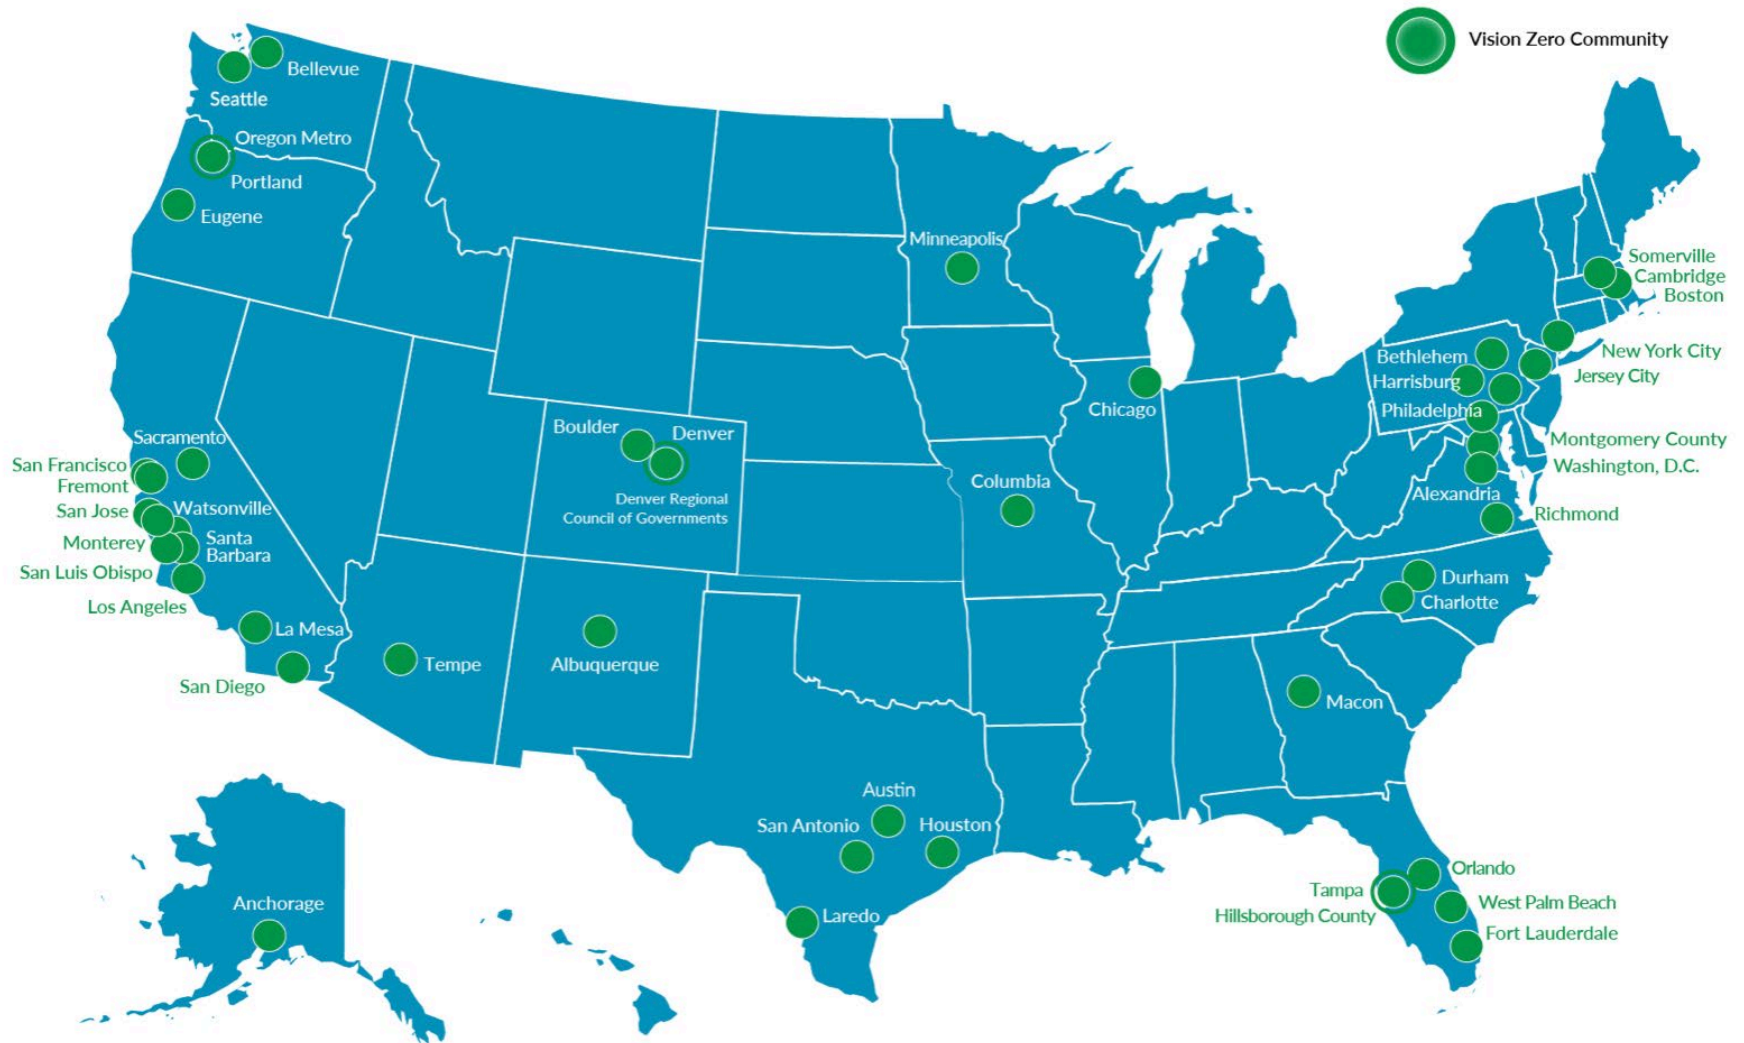 Vision Zero Community
Bellevue
Seattle
Oregon Metro
Portland
Eugene
Minneapolis
Somerville
Cambridge
Boston
New York City
Jersey City
Bethlehem
Harrisburg
Philadelphia
Montgomery County
Washington, D.C.
Alexandria
Richmond
Chicago
Boulder
Denver
Denver Regional
Council of Governments
Columbia
Sacramento
San Francisco
Fremont
San Jose
Watsonville
Monterey
Santa
Barbara
San Luis Obispo
Los Angeles
La Mesa
San Diego
Tempe
Albuquerque
Durham
Charlotte
Macon
Austin
San Antonio
Houston
Laredo
Orlando
Tampa
Hillsborough County
West Palm Beach
Fort Lauderdale
Anchorage